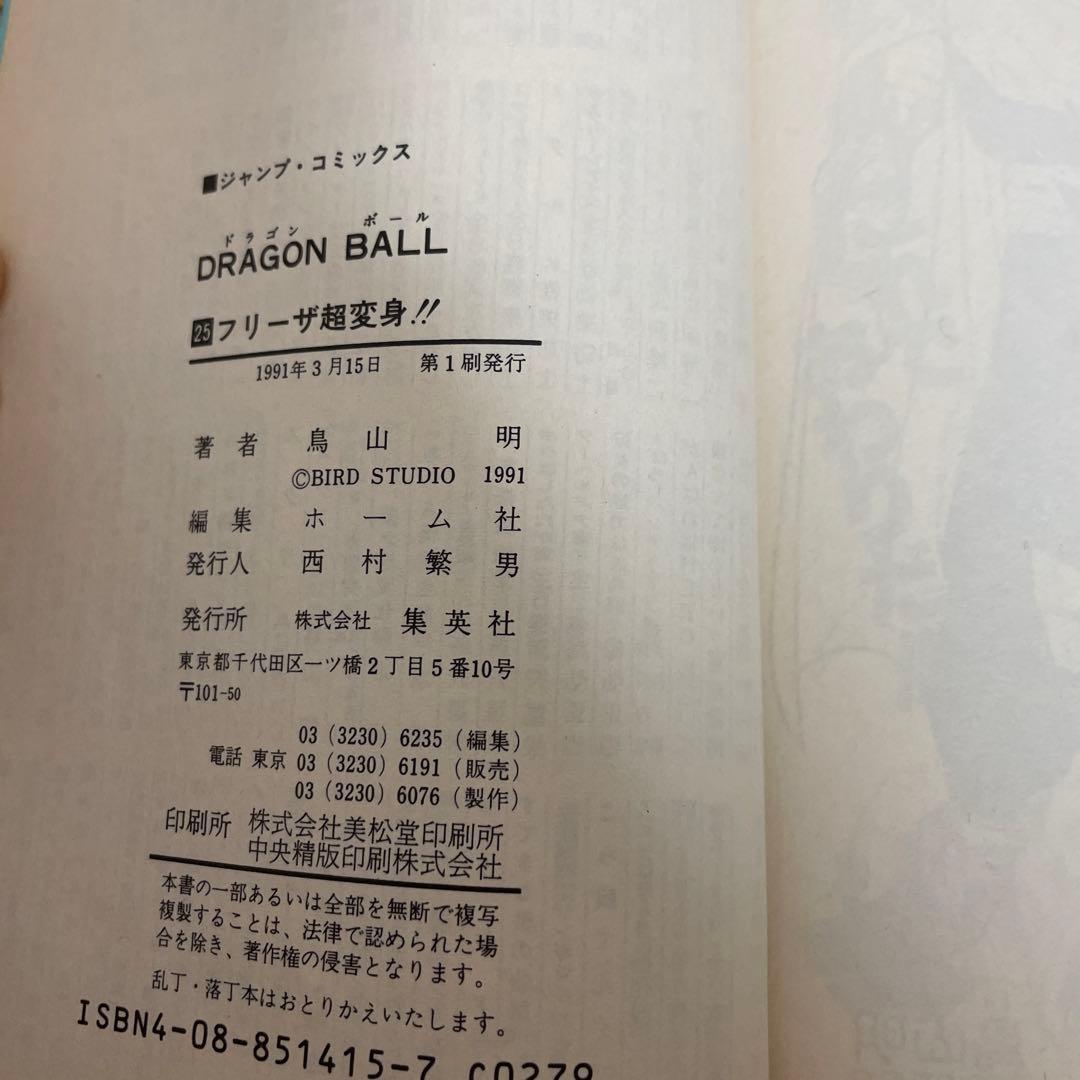 ■ジャンプ・コミックス
ドラゴン ボール
DRAGON BALL
25フリーザ超変身!!
1991年3月15日 第1刷発行
著者 鳥山 明
©BIRD STUDIO 1991
編集 ホーム社
発行人 西村繁男
発行所 株式会社 集英社
東京都千代田区一ツ橋2丁目5番10号
〒101-50
03 (3230) 6235 (編集)
電話 東京 03 (3230) 6191 (販売)
03 (3230) 6076 (製作)
印刷所 株式会社美松堂印刷所
中央精版印刷株式会社
本書の一部あるいは全部を無断で複写
複製することは、法律で認められた場
合を除き、著作権の侵害となります。
乱丁・落丁本はおとりかえいたします。
ISBN4-08-851415-7 C0279